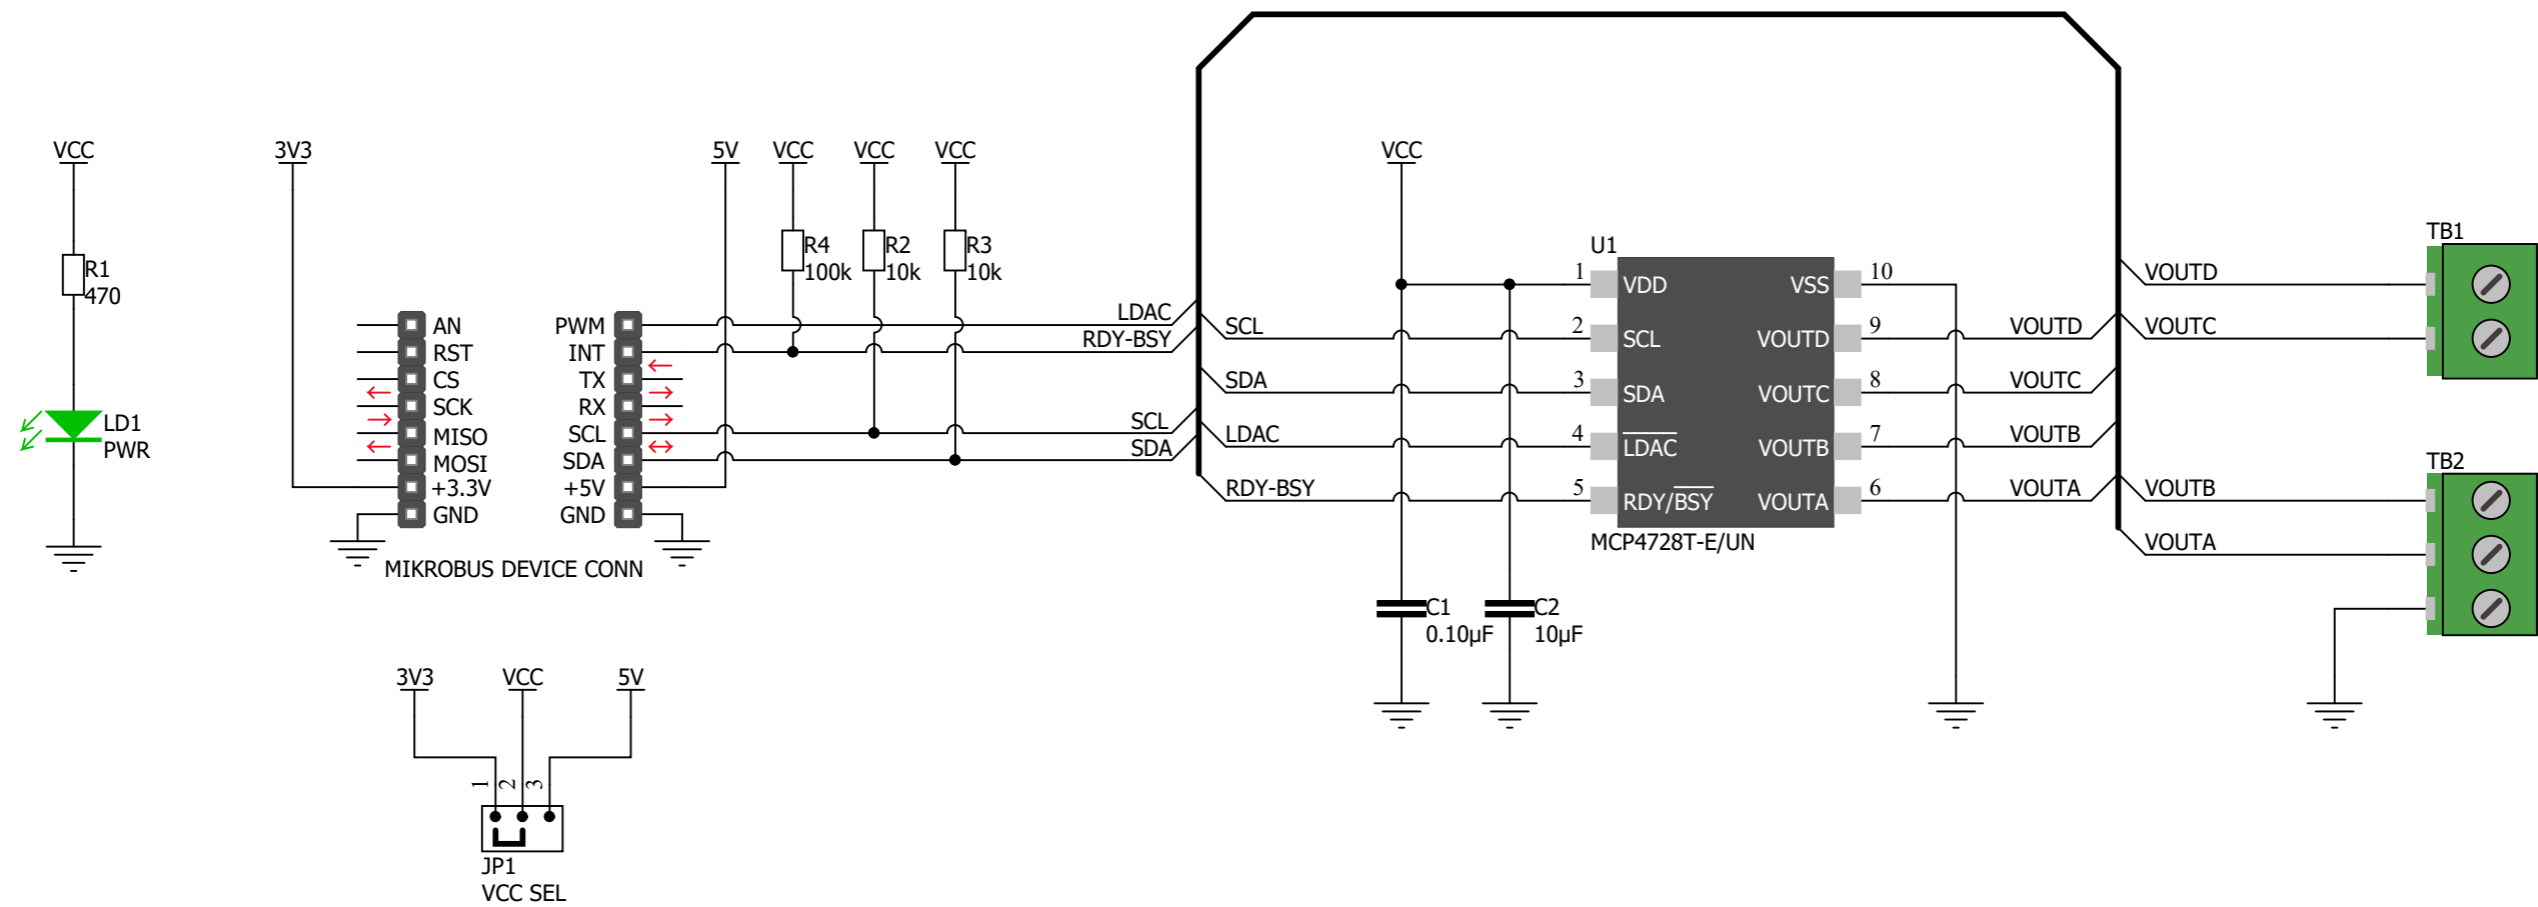 VCC
R1
470
LD1
PWR
3V3
AN
RST
CS
SCK
MISO
MOSI
+3.3V
GND
PWM
INT
TX
RX
SCL
SDA
+5V
GND
MIKROBUS DEVICE CONN
5V
VCC
VCC
VCC
R4
100k
R2
10k
R3
10k
LDAC
RDY-BSY
SCL
SDA
3V3
VCC
5V
1
2
3
JP1
VCC SEL
SCL
SDA
LDAC
RDY-BSY
VCC
C1
0.10µF
C2
10µF
U1
1
2
3
4
5
VDD
SCL
SDA
LDAC
RDY/BSY
VSS
VOUTD
VOUTC
VOUTB
VOUTA
10
9
8
7
6
MCP4728T-E/UN
VOUTD
VOUTC
VOUTB
VOUTA
VOUTD
VOUTC
VOUTB
VOUTA
TB1
TB2